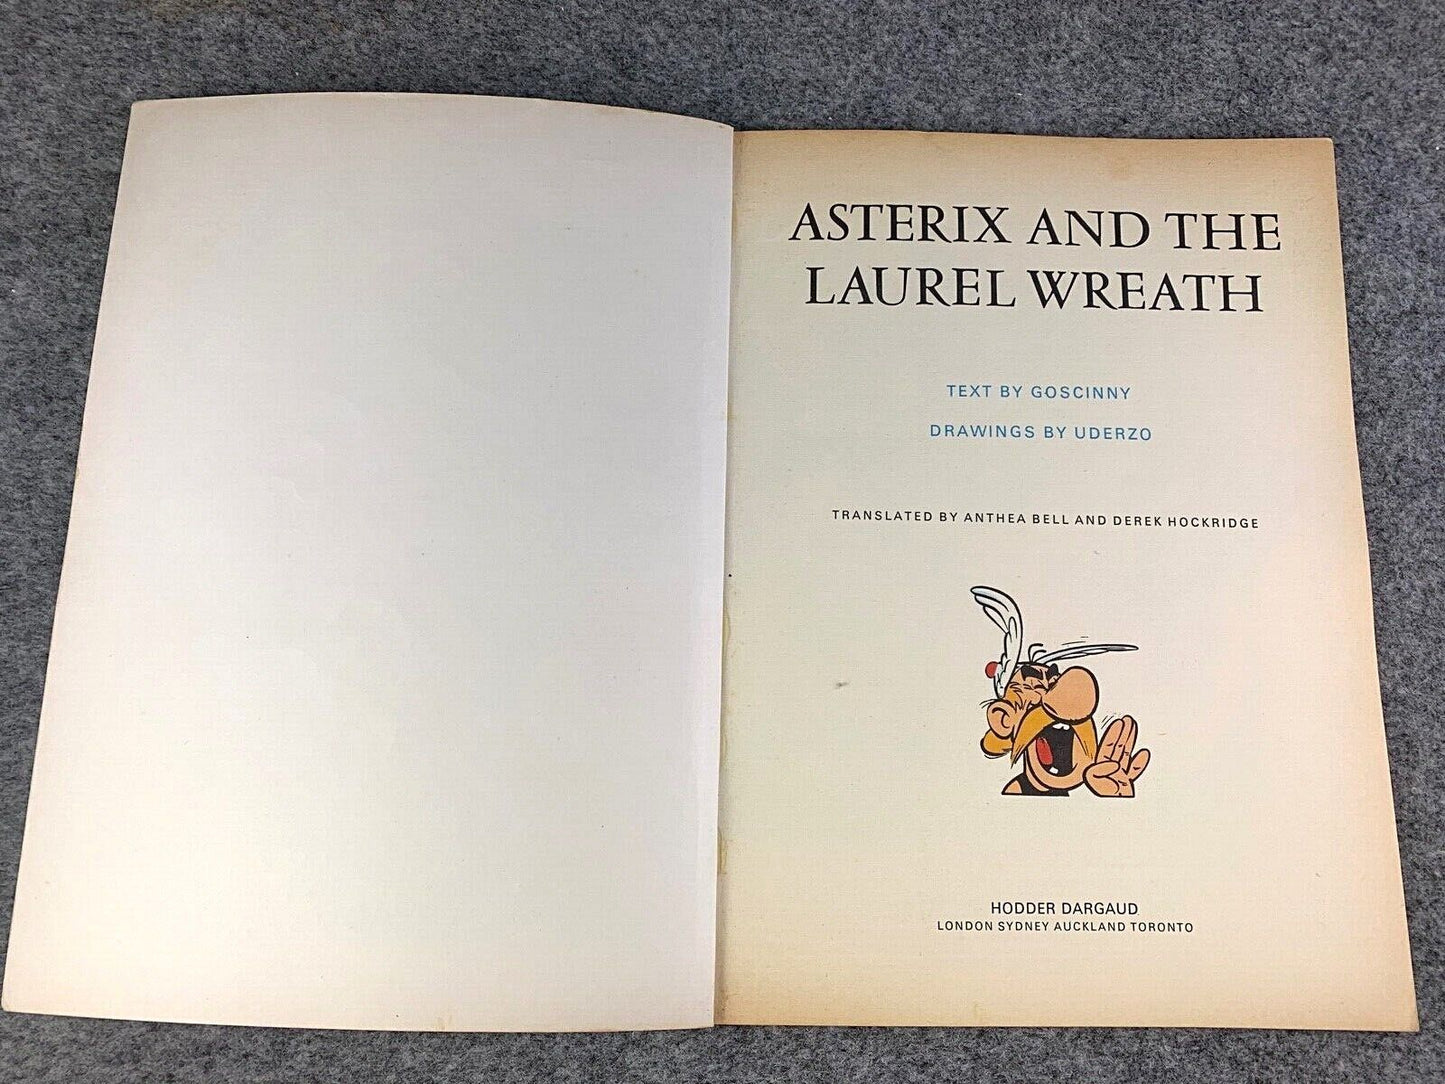 ASTERIX AND THE
LAUREL WREATH
TEXT BY GOSCINNY
DRAWINGS BY UDERZO
TRANSLATED BY ANTHEA BELL AND DEREK HOCKRIDGE
HODDER DARGAUD
LONDON SYDNEY AUCKLAND TORONTO